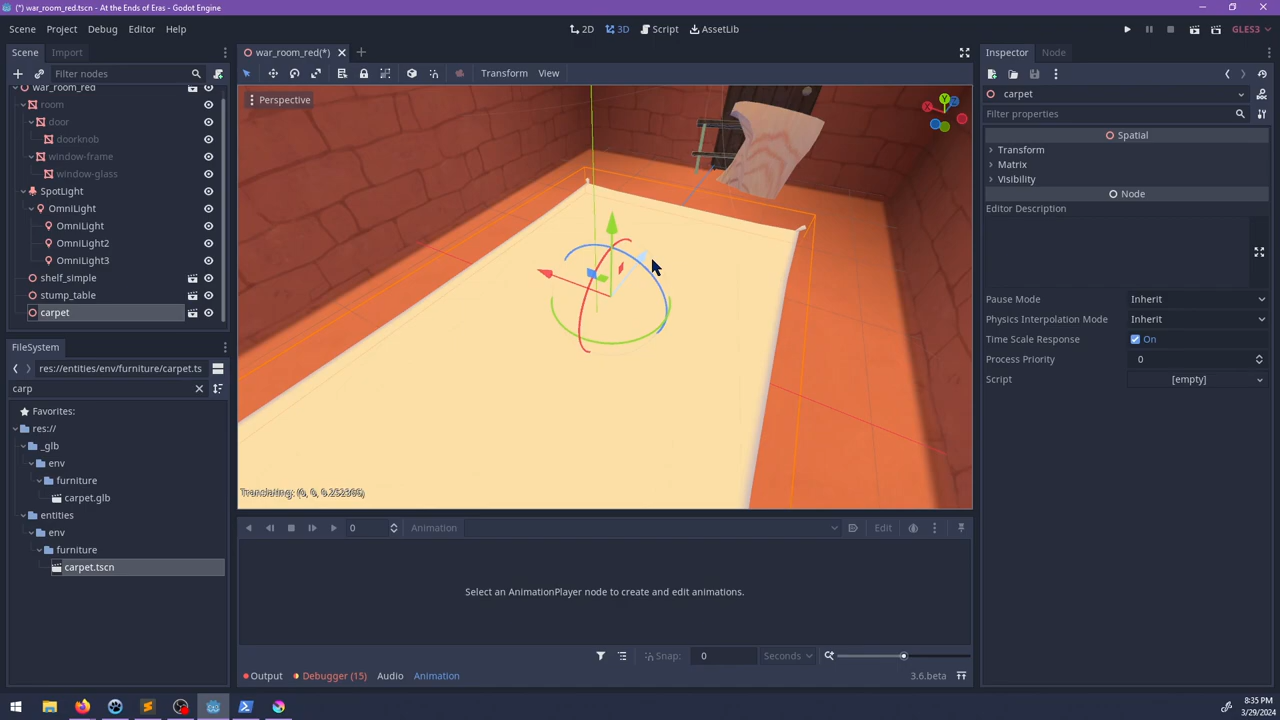 (*) war_room_red.tscn - At the Ends of Eras - Godot Engine
Scene Project Debug Editor Help
2D 3D Script AssetLib
GLES3
Scene Import
war_room_red(*)
Inspector Node
Filter nodes
Transform View
war_room_red
room
door
doorknob
window-frame
window-glass
SpotLight
OmniLight
OmniLight
OmniLight2
OmniLight3
shelf_simple
stump_table
carpet
Perspective
Y
Z
X
Translating: (0, 0, 0.252305)
carpet
Filter properties
Spatial
Transform
Matrix
Visibility
Node
Editor Description
Pause Mode Inherit
Physics Interpolation Mode Inherit
Time Scale Response On
Process Priority 0
Script [empty]
FileSystem
res://entities/env/furniture/carpet.ts
carp
Favorites:
res://
_glb
env
furniture
carpet.glb
entities
env
furniture
carpet.tscn
0 Animation Edit
Select an AnimationPlayer node to create and edit animations.
Snap: 0 Seconds
Output Debugger (15) Audio Animation
3.6.beta
8:35 PM
3/29/2024